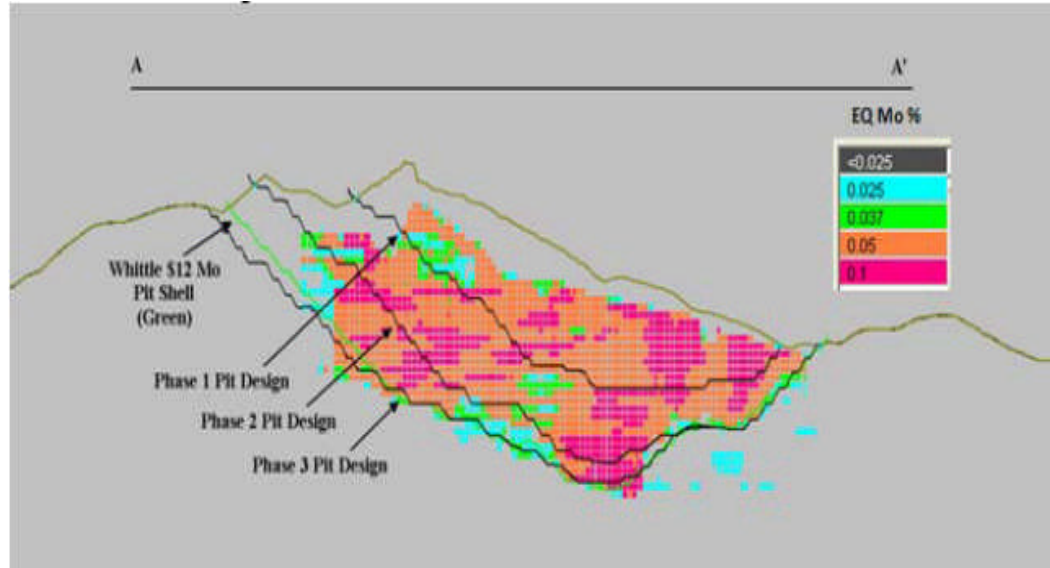 A
A'
EQ Mo %
<0.025
0.025
0.037
0.05
0.1
Whittle $12 Mo
Pit Shell
(Green)
Phase 1 Pit Design
Phase 2 Pit Design
Phase 3 Pit Design